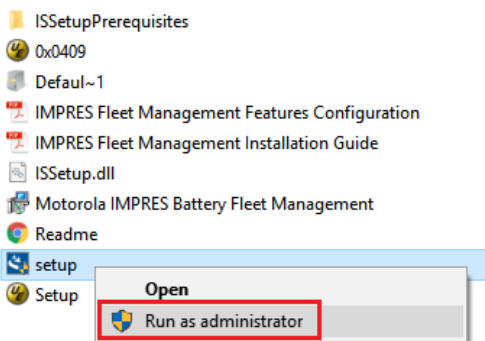 ISSetupPrerequisites
0x0409
Defaul~1
IMPRES Fleet Management Features Configuration
IMPRES Fleet Management Installation Guide
ISSetup.dll
Motorola IMPRES Battery Fleet Management
Readme
setup
Setup
Open
Run as administrator